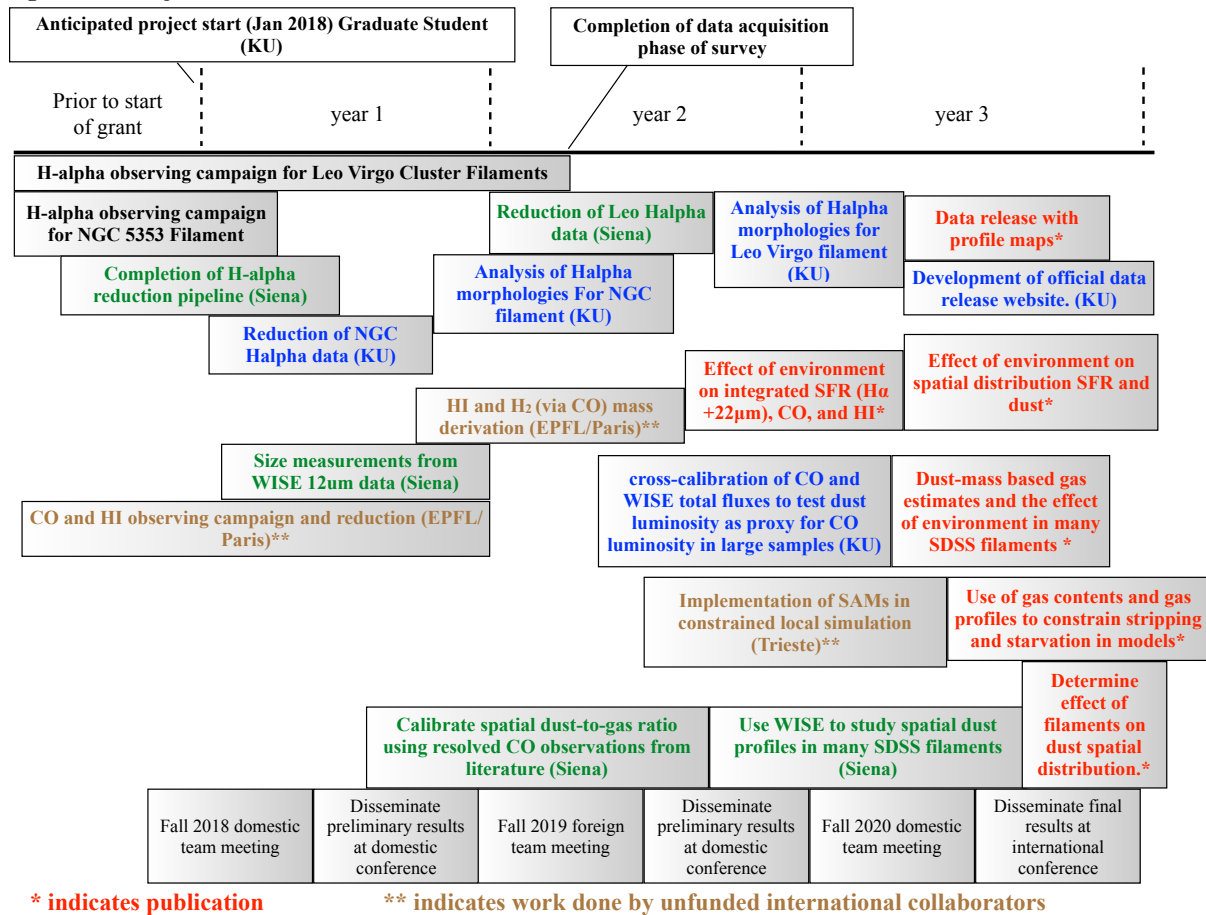 Anticipated project start (Jan 2018) Graduate Student
(KU)
Completion of data acquisition
phase of survey
Prior to start
of grant
year 1
year 2
year 3
H-alpha observing campaign for Leo Virgo Cluster Filaments
H-alpha observing campaign
for NGC 5353 Filament
Reduction of Leo Halpha
data (Siena)
Analysis of Halpha
morphologies for
Leo Virgo filament
(KU)
Data release with
profile maps*
Completion of H-alpha
reduction pipeline (Siena)
Analysis of Halpha
morphologies For NGC
filament (KU)
Development of official data
release website. (KU)
Reduction of NGC
Halpha data (KU)
Effect of environment
on integrated SFR (Hα
+22µm), CO, and HI*
Effect of environment on
spatial distribution SFR and
dust*
HI and H₂ (via CO) mass
derivation (EPFL/Paris)**
Size measurements from
WISE 12um data (Siena)
cross-calibration of CO and
WISE total fluxes to test dust
luminosity as proxy for CO
luminosity in large samples (KU)
Dust-mass based gas
estimates and the effect
of environment in many
SDSS filaments *
CO and HI observing campaign and reduction (EPFL/
Paris)**
Implementation of SAMs in
constrained local simulation
(Trieste)**
Use of gas contents and gas
profiles to constrain stripping
and starvation in models*
Determine
effect of
filaments on
dust spatial
distribution.*
Calibrate spatial dust-to-gas ratio
using resolved CO observations from
literature (Siena)
Use WISE to study spatial dust
profiles in many SDSS filaments
(Siena)
Fall 2018 domestic
team meeting
Disseminate
preliminary results
at domestic
conference
Fall 2019 foreign
team meeting
Disseminate
preliminary results
at domestic
conference
Fall 2020 domestic
team meeting
Disseminate final
results at
international
conference
* indicates publication
** indicates work done by unfunded international collaborators